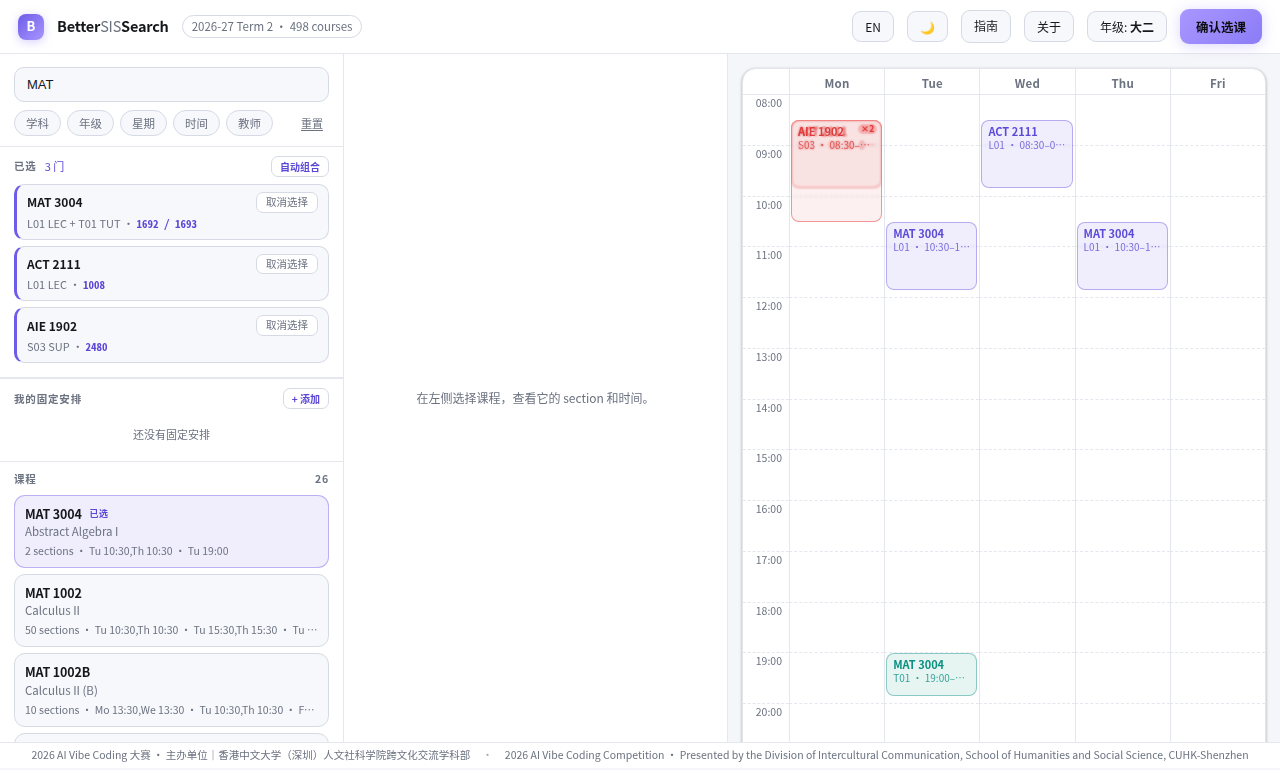 B BetterSISSearch 2026-27 Term 2 • 498 courses EN 指南 关于 年级: 大二 确认选课
MAT
学科 年级 星期 时间 教师 重置
已选 3 门 自动组合
MAT 3004 取消选择
L01 LEC + T01 TUT • 1692 / 1693
ACT 2111 取消选择
L01 LEC • 1008
AIE 1902 取消选择
S03 SUP • 2480
我的固定安排 + 添加
还没有固定安排
课程 26
MAT 3004 已选
Abstract Algebra I
2 sections • Tu 10:30,Th 10:30 • Tu 19:00
MAT 1002
Calculus II
50 sections • Tu 10:30,Th 10:30 • Tu 15:30,Th 15:30 • Tu …
MAT 1002B
Calculus II (B)
10 sections • Mo 13:30,We 13:30 • Tu 10:30,Th 10:30 • F…
在左侧选择课程，查看它的 section 和时间。
Mon Tue Wed Thu Fri
08:00
AIE 1902 ×2 ACT 2111
S03 • 08:30– L01 • 08:30–0…
09:00
10:00
MAT 3004 MAT 3004
L01 • 10:30–1… L01 • 10:30–1…
11:00
12:00
13:00
14:00
15:00
16:00
17:00
18:00
19:00
MAT 3004
T01 • 19:00–…
20:00
2026 AI Vibe Coding 大赛 • 主办单位｜香港中文大学（深圳）人文社科学院跨文化交流学科部 • 2026 AI Vibe Coding Competition • Presented by the Division of Intercultural Communication, School of Humanities and Social Science, CUHK-Shenzhen